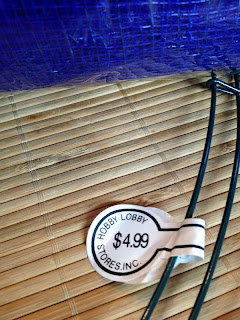 HOBBY LOBBY
$4.99
STORES, INC.